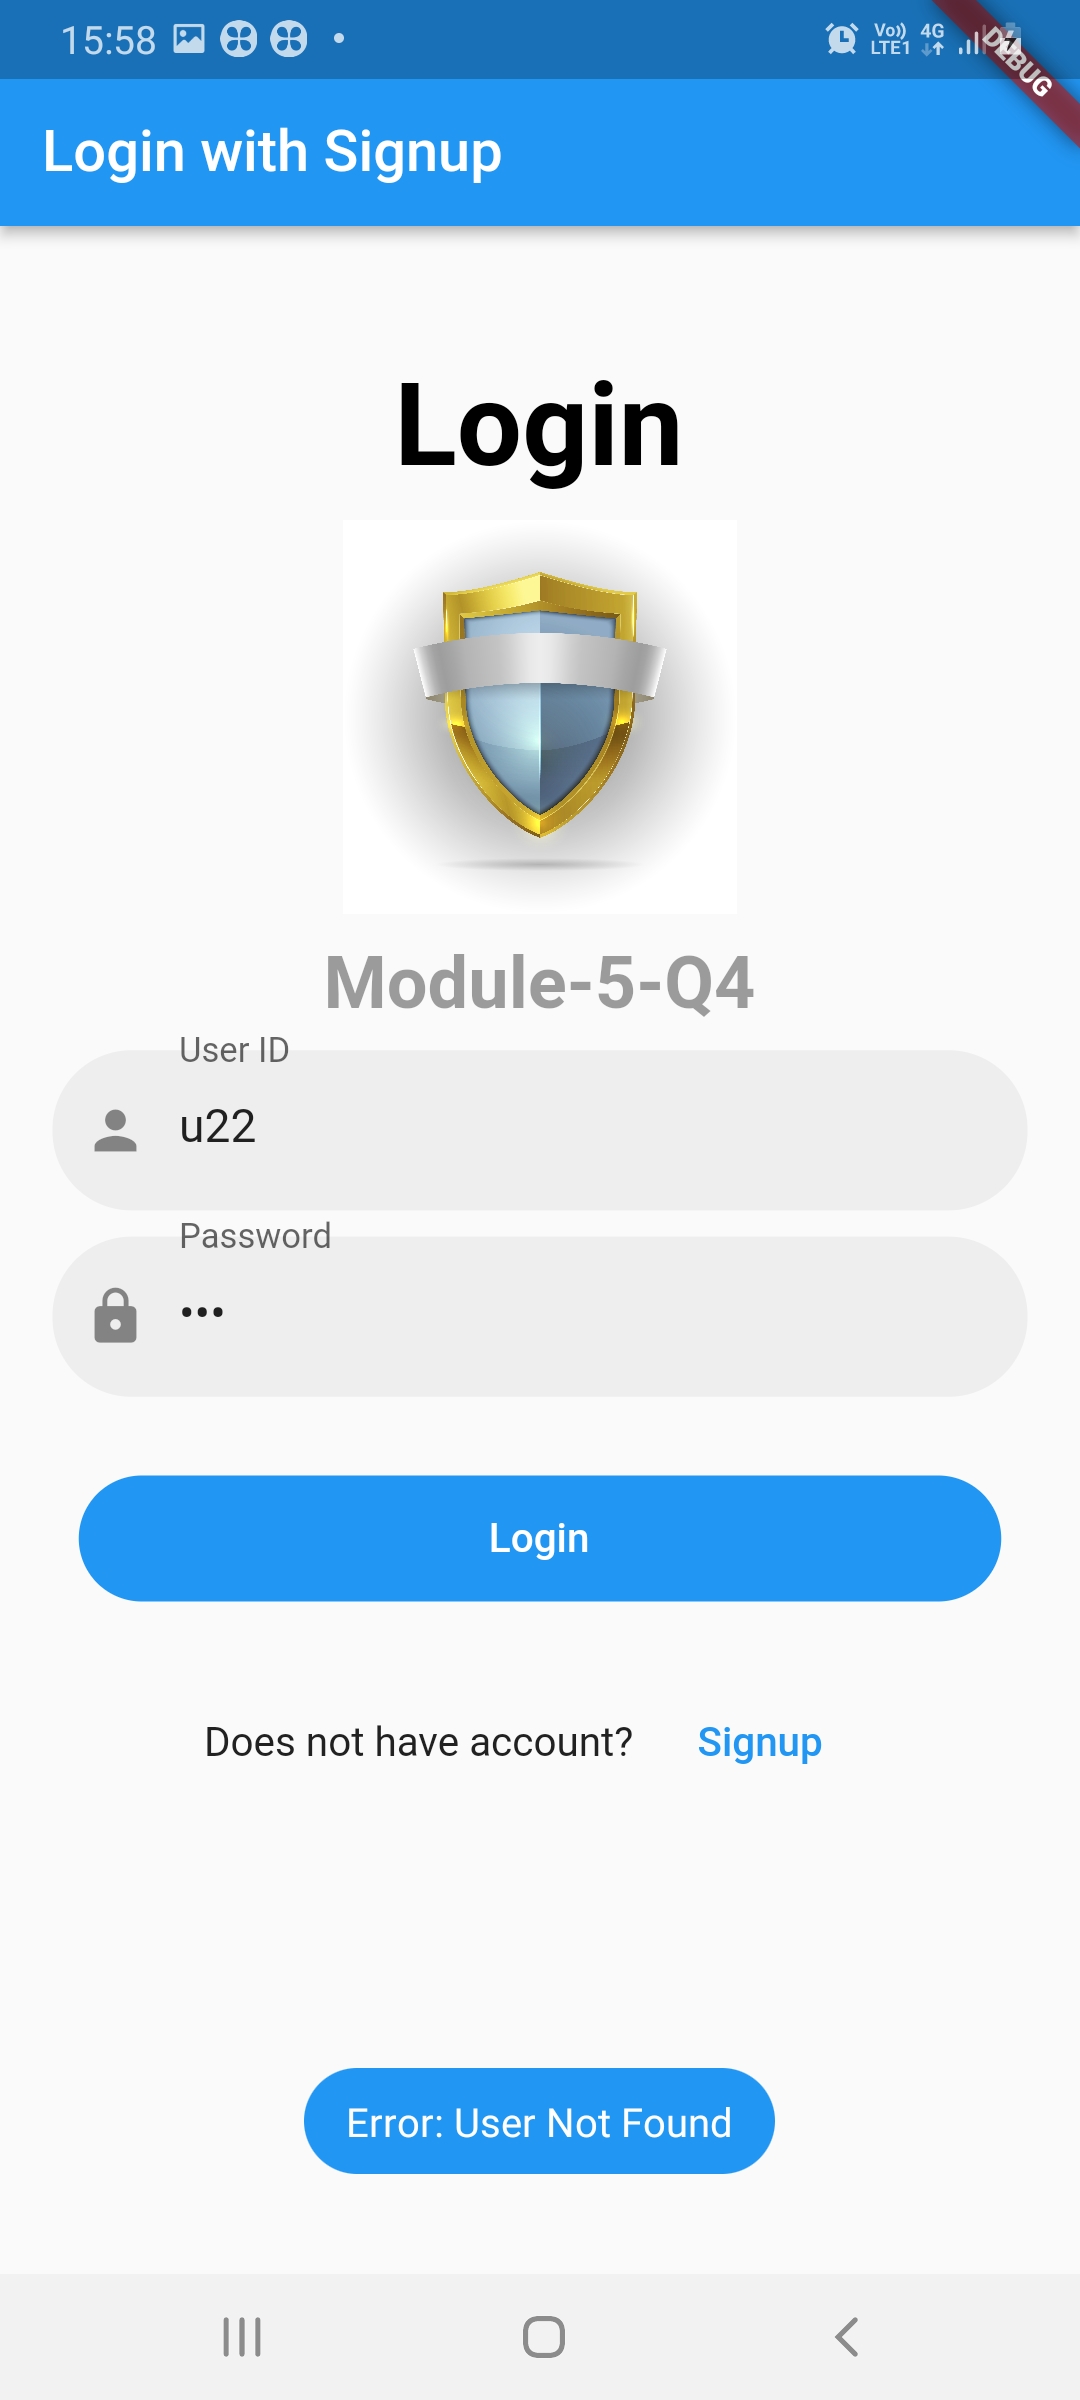 15:58
Vo)) 4G
LTE1
DEBUG
Login with Signup
Login
Module-5-Q4
User ID
u22
Password
•••
Login
Does not have account? Signup
Error: User Not Found